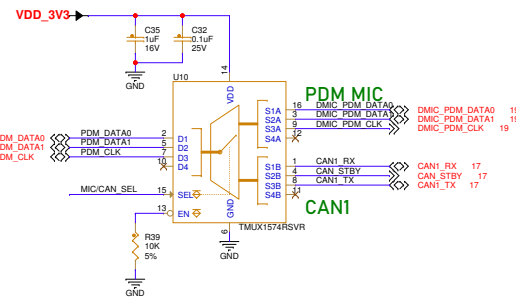 VDD_3V3
C35
1uF
16V
C32
0.1uF
25V
GND
U10
14
VDD
PDM MIC
DM_DATA0
PDM_DATA0
2
D1
S1A
16
DMIC_PDM_DATA0
DMIC_PDM_DATA0
19
DM_DATA1
PDM_DATA1
5
D2
S2A
3
DMIC_PDM_DATA1
DMIC_PDM_DATA1
19
DM_CLK
PDM_CLK
7
D3
S3A
9
DMIC_PDM_CLK
DMIC_PDM_CLK
19
10
D4
S4A
12
S1B
1
CAN1_RX
CAN1_RX
17
S2B
4
CAN_STBY
CAN_STBY
17
S3B
8
CAN1_TX
CAN1_TX
17
S4B
11
MIC/CAN_SEL
15
SEL
13
EN
GND
6
TMUX1574RSVR
CAN1
GND
R39
10K
5%
GND